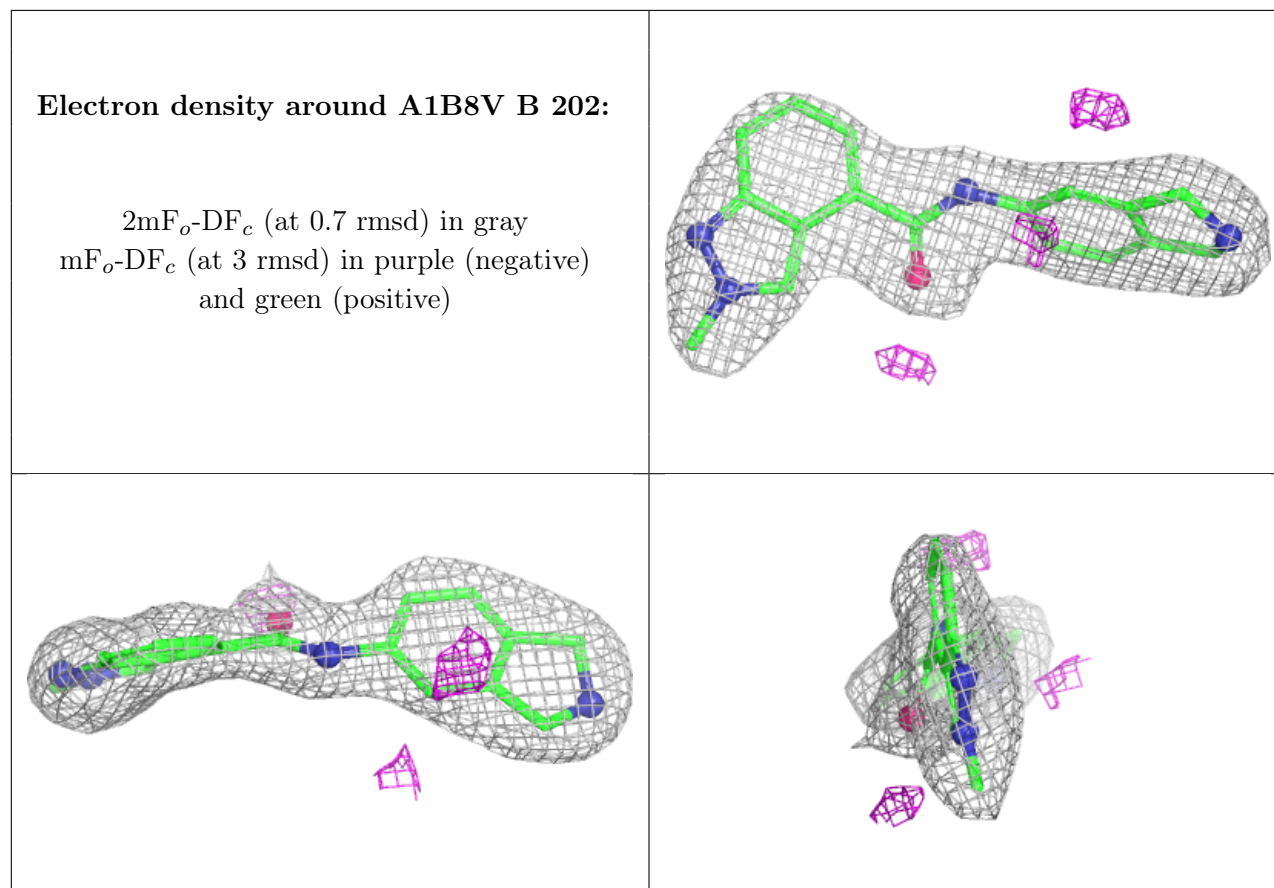 Electron density around A1B8V B 202:
2mFo-DFc (at 0.7 rmsd) in gray
mFo-DFc (at 3 rmsd) in purple (negative)
and green (positive)